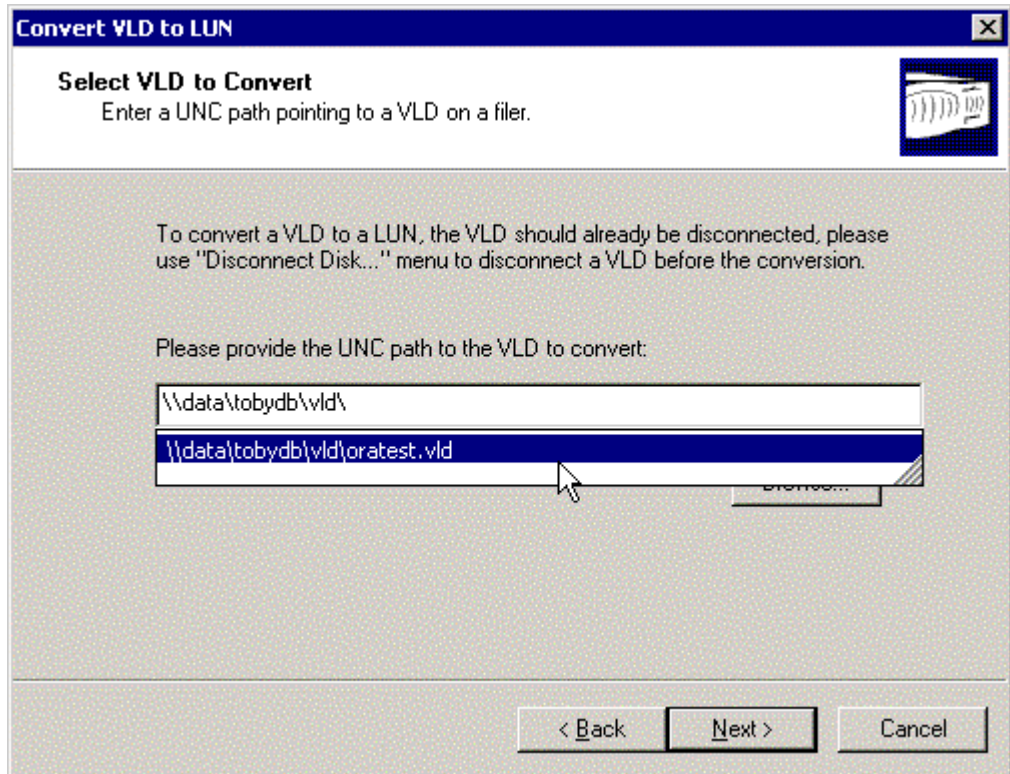 Convert VLD to LUN
Select VLD to Convert
Enter a UNC path pointing to a VLD on a filer.
To convert a VLD to a LUN, the VLD should already be disconnected, please
use "Disconnect Disk..." menu to disconnect a VLD before the conversion.
Please provide the UNC path to the VLD to convert:
\\data\tobydb\vld\
\\data\tobydb\vld\oratest.vld
< Back
Next >
Cancel